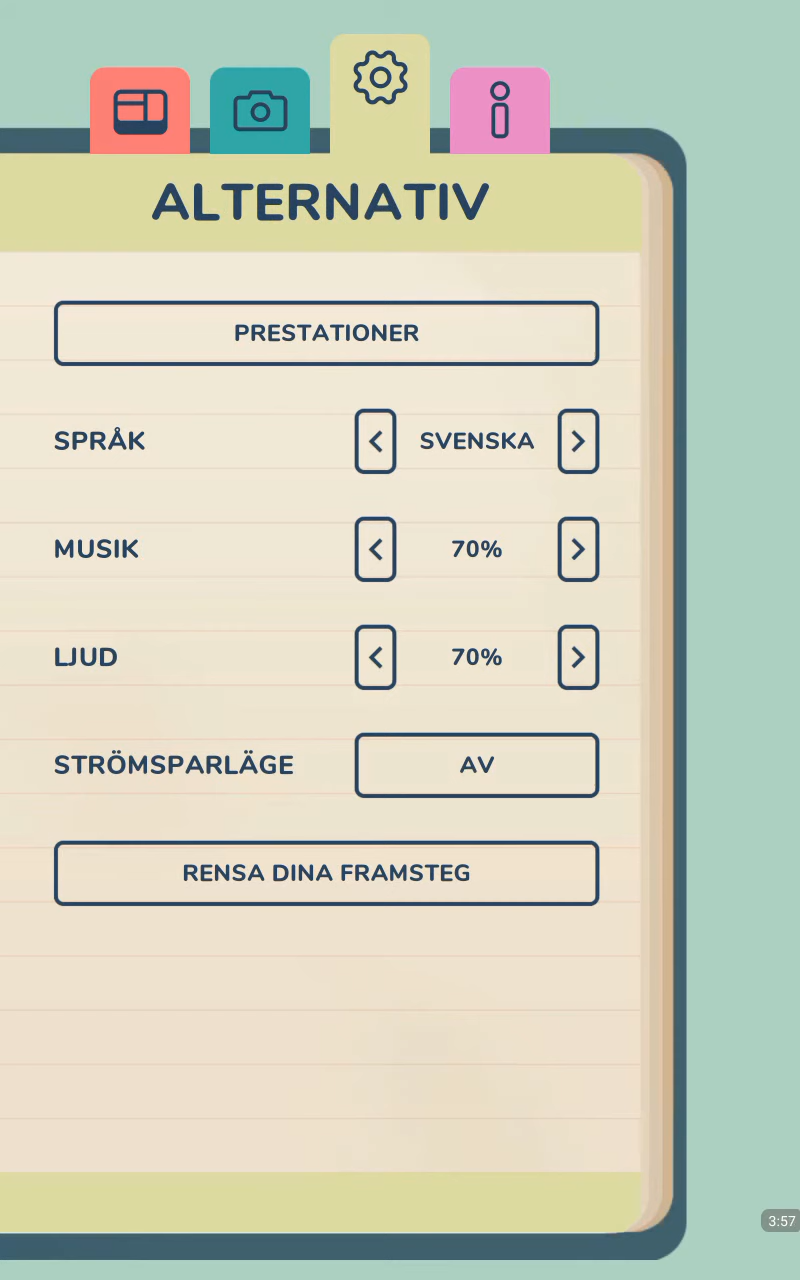 ALTERNATIV
PRESTATIONER
SPRÅK SVENSKA
MUSIK 70%
LJUD 70%
STRÖMSPARLÄGE AV
RENSA DINA FRAMSTEG
3:57